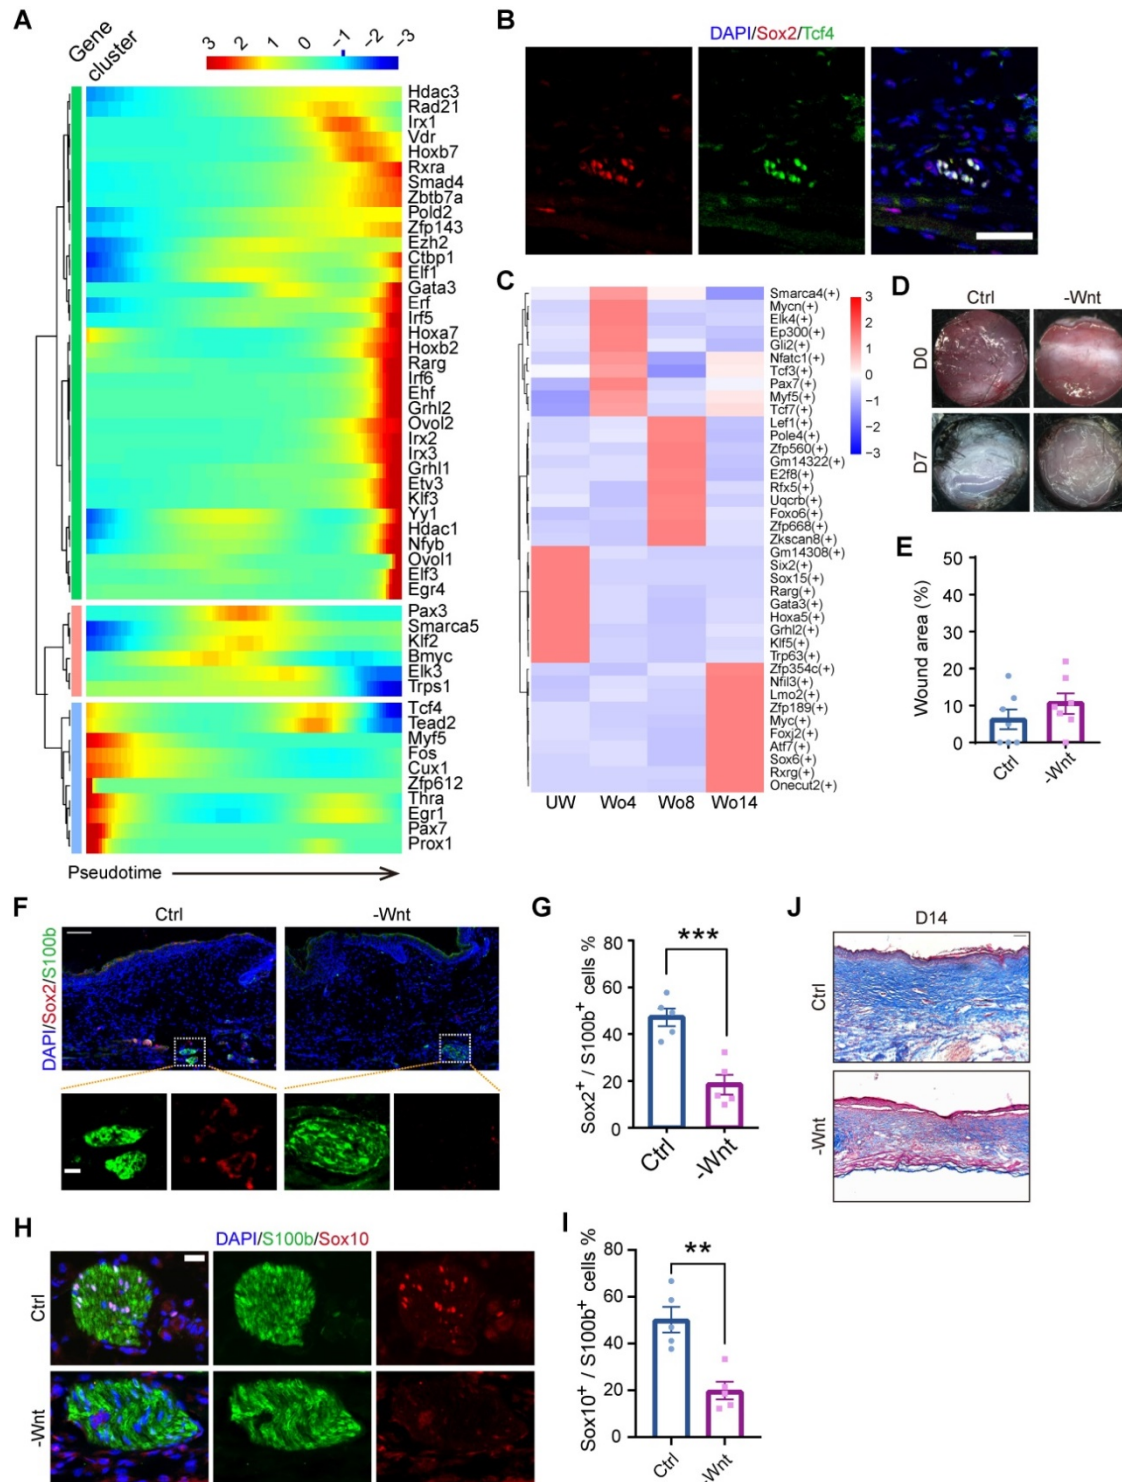 A
Gene
cluster
3 2 1 0 -1 -2 -3
Hdac3
Rad21
Irx1
Vdr
Hoxb7
Rxra
Smad4
Zbtb7a
Pold2
Zfp143
Ezh2
Ctbp1
Elf1
Gata3
Erf
Irf5
Hoxa7
Hoxb2
Rarg
Irf6
Ehf
Grhl2
Ovol2
Irx2
Irx3
Grhl1
Etv3
Klf3
Yy1
Hdac1
Nfyb
Ovol1
Elf3
Egr4
Pax3
Smarca5
Klf2
Bmyc
Elk3
Trps1
Tcf4
Tead2
Myf5
Fos
Cux1
Zfp612
Thra
Egr1
Pax7
Prox1
Pseudotime
B
DAPI/Sox2/Tcf4
C
Smarca4(+)
Mycn(+)
Elk4(+)
Ep300(+)
Gli2(+)
Nfatc1(+)
Tcf3(+)
Pax7(+)
Myf5(+)
Tcf7(+)
Lef1(+)
Pole4(+)
Zfp560(+)
Gm14322(+)
E2f8(+)
Rfx5(+)
Uqcrb(+)
Foxo6(+)
Zfp668(+)
Zkscan8(+)
Gm14308(+)
Six2(+)
Sox15(+)
Rarg(+)
Gata3(+)
Hoxa5(+)
Grhl2(+)
Klf5(+)
Trp63(+)
Zfp354c(+)
Nfil3(+)
Lmo2(+)
Zfp189(+)
Myc(+)
Foxj2(+)
Atf7(+)
Sox6(+)
Rxrg(+)
Onecut2(+)
3
2
1
0
−1
−2
−3
UW Wo4 Wo8 Wo14
D
Ctrl -Wnt
D0
D7
E
Wound area (%)
50
40
30
20
10
0
Ctrl -Wnt
F
Ctrl -Wnt
DAPI/Sox2/S100b
G
Sox2+ / S100b+ cells %
80
60
40
20
0
***
Ctrl -Wnt
H
DAPI/S100b/Sox10
Ctrl
-Wnt
I
Sox10+ / S100b+ cells %
80
60
40
20
0
**
Ctrl -Wnt
J
D14
Ctrl
-Wnt